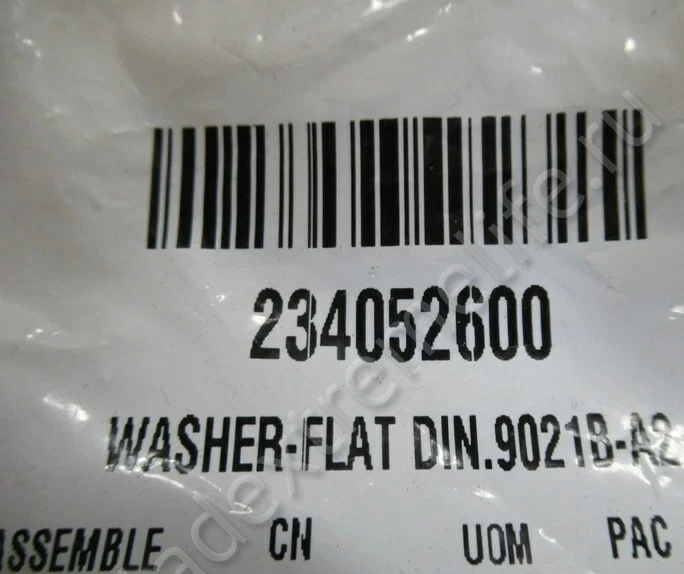 234052600
WASHER-FLAT DIN.9021B-A2
ASSEMBLE CN UOM PAC